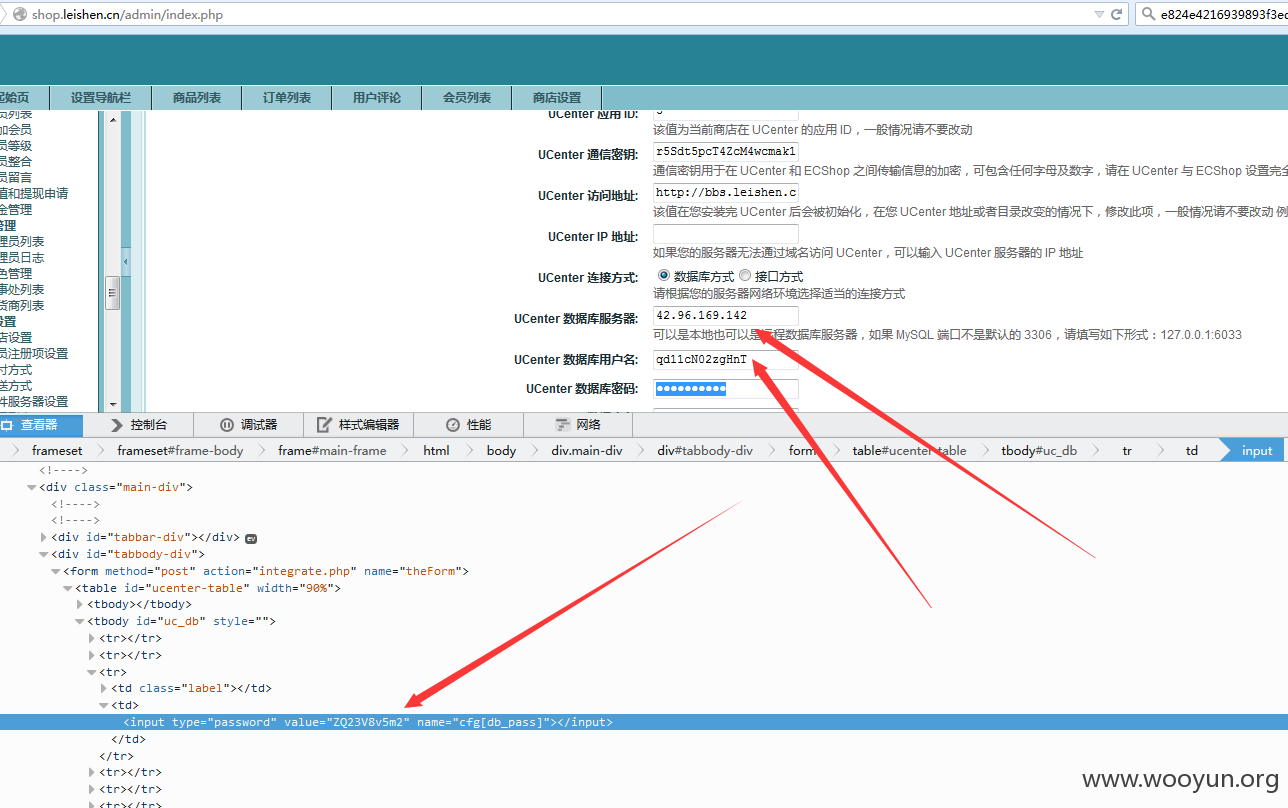 shop.leishen.cn/admin/index.php
e824e4216939893f3ec
起始页 设置导航栏 商品列表 订单列表 用户评论 会员列表 商店设置
员列表
加会员
员等级
员整合
员留言
值和提现申请
金管理
管理
理员列表
理员日志
色管理
事处列表
货商列表
设置
店设置
员注册项设置
付方式
送方式
件服务器设置
UCenter 应用 ID:
该值为当前商店在 UCenter 的应用 ID，一般情况请不要改动
UCenter 通信密钥: r5Sdt5pcT4ZcM4wcmak1
通信密钥用于在 UCenter 和 ECShop 之间传输信息的加密，可包含任何字母及数字，请在 UCenter 与 ECShop 设置完全
UCenter 访问地址: http://bbs.leishen.c
该值在您安装完 UCenter 后会被初始化，在您 UCenter 地址或者目录改变的情况下，修改此项，一般情况请不要改动 例
UCenter IP 地址:
如果您的服务器无法通过域名访问 UCenter，可以输入 UCenter 服务器的 IP 地址
UCenter 连接方式: 数据库方式 接口方式
请根据您的服务器网络环境选择适当的连接方式
UCenter 数据库服务器: 42.96.169.142
可以是本地也可以是远程数据库服务器，如果 MySQL 端口不是默认的 3306，请填写如下形式：127.0.0.1:6033
UCenter 数据库用户名: qd11cN02zgHnT
UCenter 数据库密码: ●●●●●●●●●●
查看器 控制台 调试器 样式编辑器 性能 网络
frameset frameset#frame-body frame#main-frame html body div.main-div div#tabbody-div form table#ucenter-table tbody#uc_db tr td input
<!---->
<div class="main-div">
<!---->
<!---->
<div id="tabbar-div"></div> ev
<div id="tabbody-div">
<form method="post" action="integrate.php" name="theForm">
<table id="ucenter-table" width="90%">
<tbody></tbody>
<tbody id="uc_db" style="">
<tr></tr>
<tr></tr>
<tr>
<td class="label"></td>
<td>
<input type="password" value="ZQ23V8v5m2" name="cfg[db_pass]"></input>
</td>
</tr>
<tr></tr>
<tr></tr>
<tr></tr>
www.wooyun.org